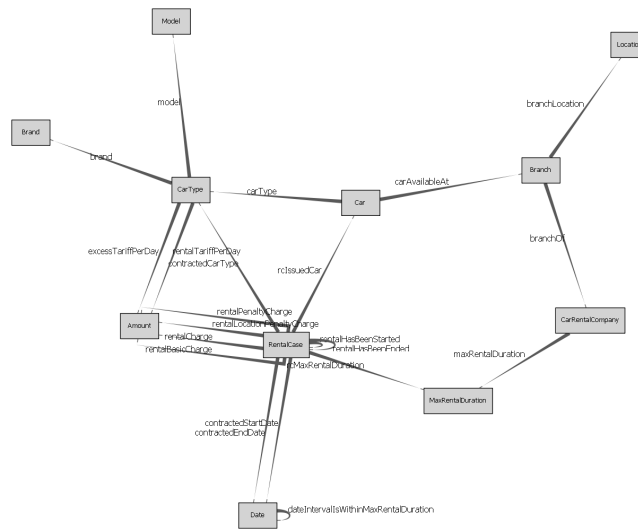 Model
Location
model
branchLocation
Brand
brand
Branch
CarType
carType
carAvailableAt
Car
branchOf
excessTariffPerDay
rentalTariffPerDay
contractedCarType
rcIssuedCar
rentalPenaltyCharge
Amount
rentalLocationPenaltyCharge
CarRentalCompany
rentalCharge
RentalCase
rentalHasBeenStarted
rentalBasicCharge
rentalHasBeenEnded
maxRentalDuration
rcMaxRentalDuration
MaxRentalDuration
contractedStartDate
contractedEndDate
Date
dateIntervalIsWithinMaxRentalDuration